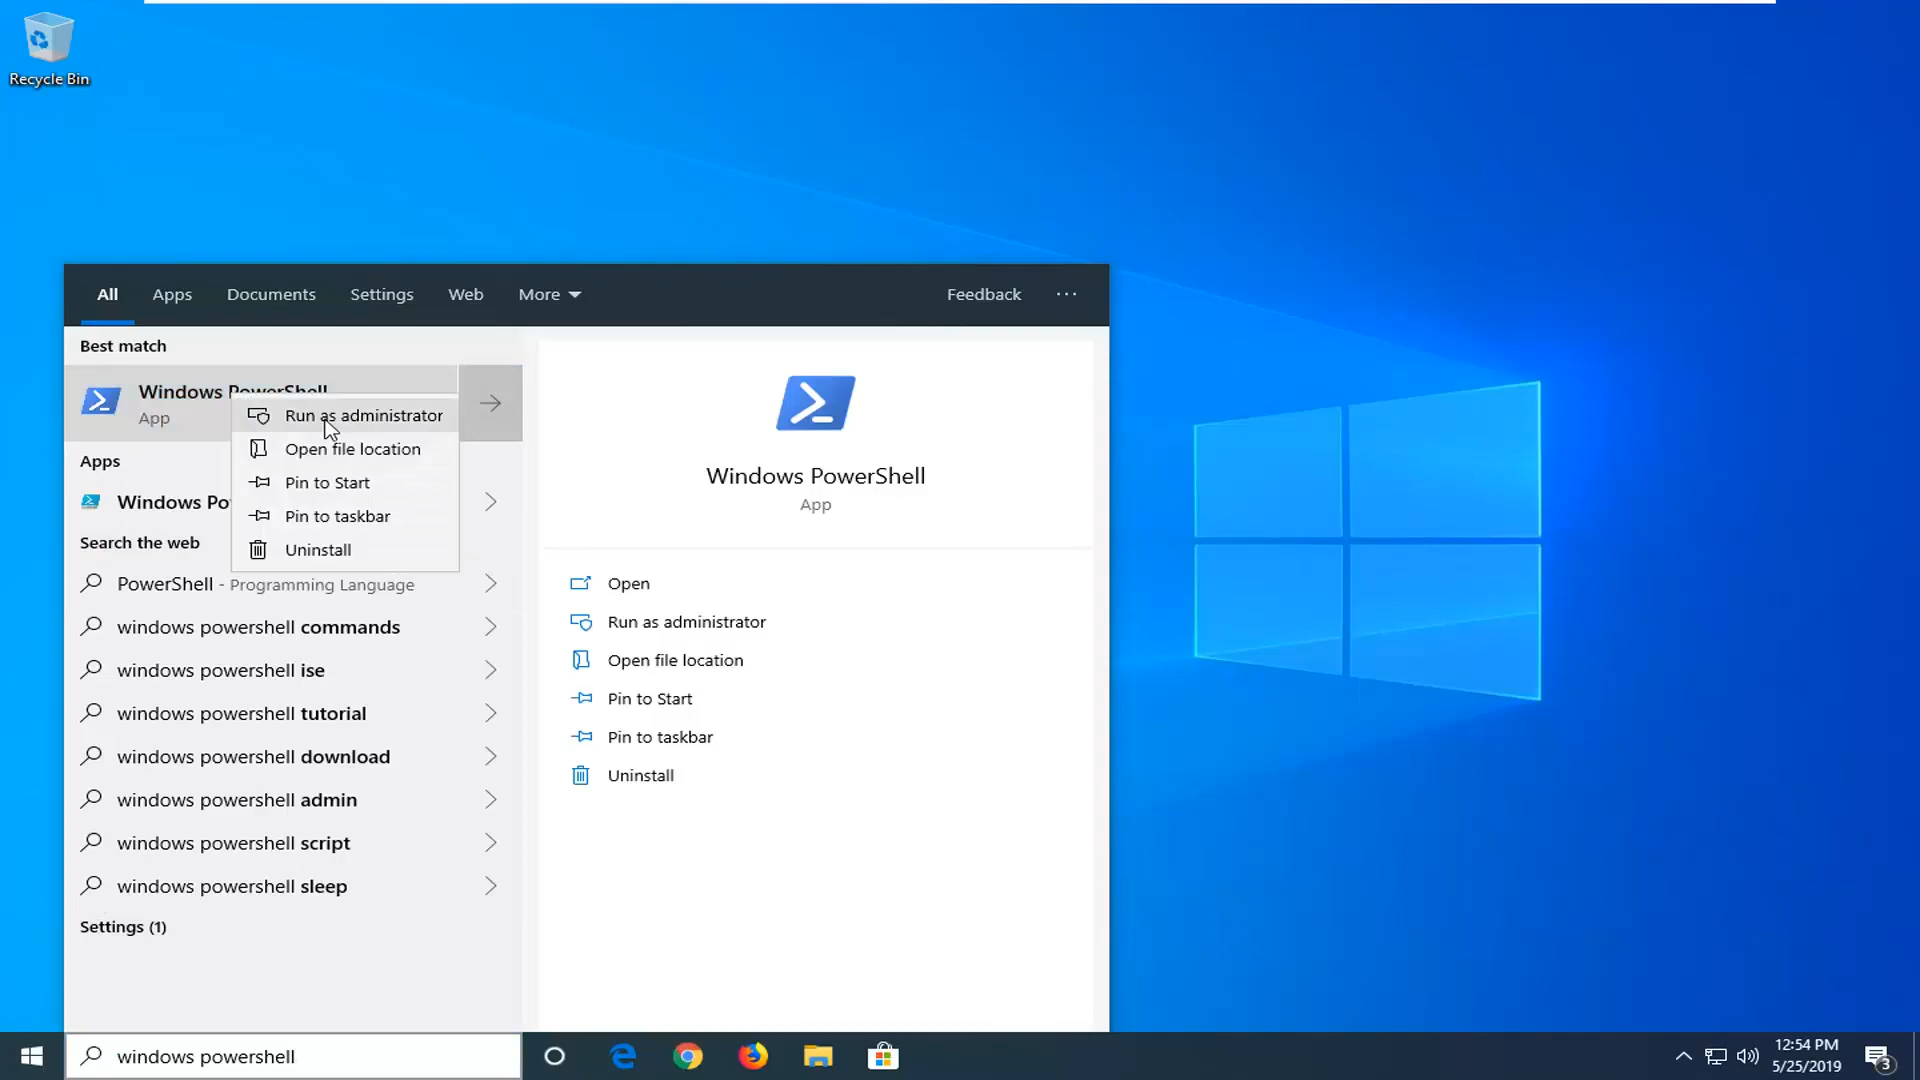 Recycle Bin
All Apps Documents Settings Web More Feedback ...
Best match
Windows PowerShell
App
Run as administrator
Open file location
Pin to Start
Pin to taskbar
Uninstall
Apps
Windows Po
Search the web
PowerShell - Programming Language
windows powershell commands
windows powershell ise
windows powershell tutorial
windows powershell download
windows powershell admin
windows powershell script
windows powershell sleep
Settings (1)
Windows PowerShell
App
Open
Run as administrator
Open file location
Pin to Start
Pin to taskbar
Uninstall
windows powershell
12:54 PM
5/25/2019
3